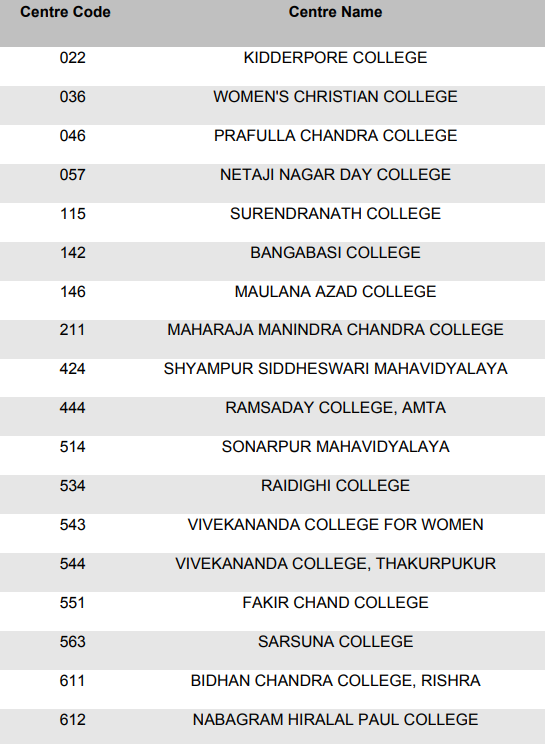 Centre Code Centre Name
022 KIDDERPORE COLLEGE
036 WOMEN'S CHRISTIAN COLLEGE
046 PRAFULLA CHANDRA COLLEGE
057 NETAJI NAGAR DAY COLLEGE
115 SURENDRANATH COLLEGE
142 BANGABASI COLLEGE
146 MAULANA AZAD COLLEGE
211 MAHARAJA MANINDRA CHANDRA COLLEGE
424 SHYAMPUR SIDDHESWARI MAHAVIDYALAYA
444 RAMSADAY COLLEGE, AMTA
514 SONARPUR MAHAVIDYALAYA
534 RAIDIGHI COLLEGE
543 VIVEKANANDA COLLEGE FOR WOMEN
544 VIVEKANANDA COLLEGE, THAKURPUKUR
551 FAKIR CHAND COLLEGE
563 SARSUNA COLLEGE
611 BIDHAN CHANDRA COLLEGE, RISHRA
612 NABAGRAM HIRALAL PAUL COLLEGE